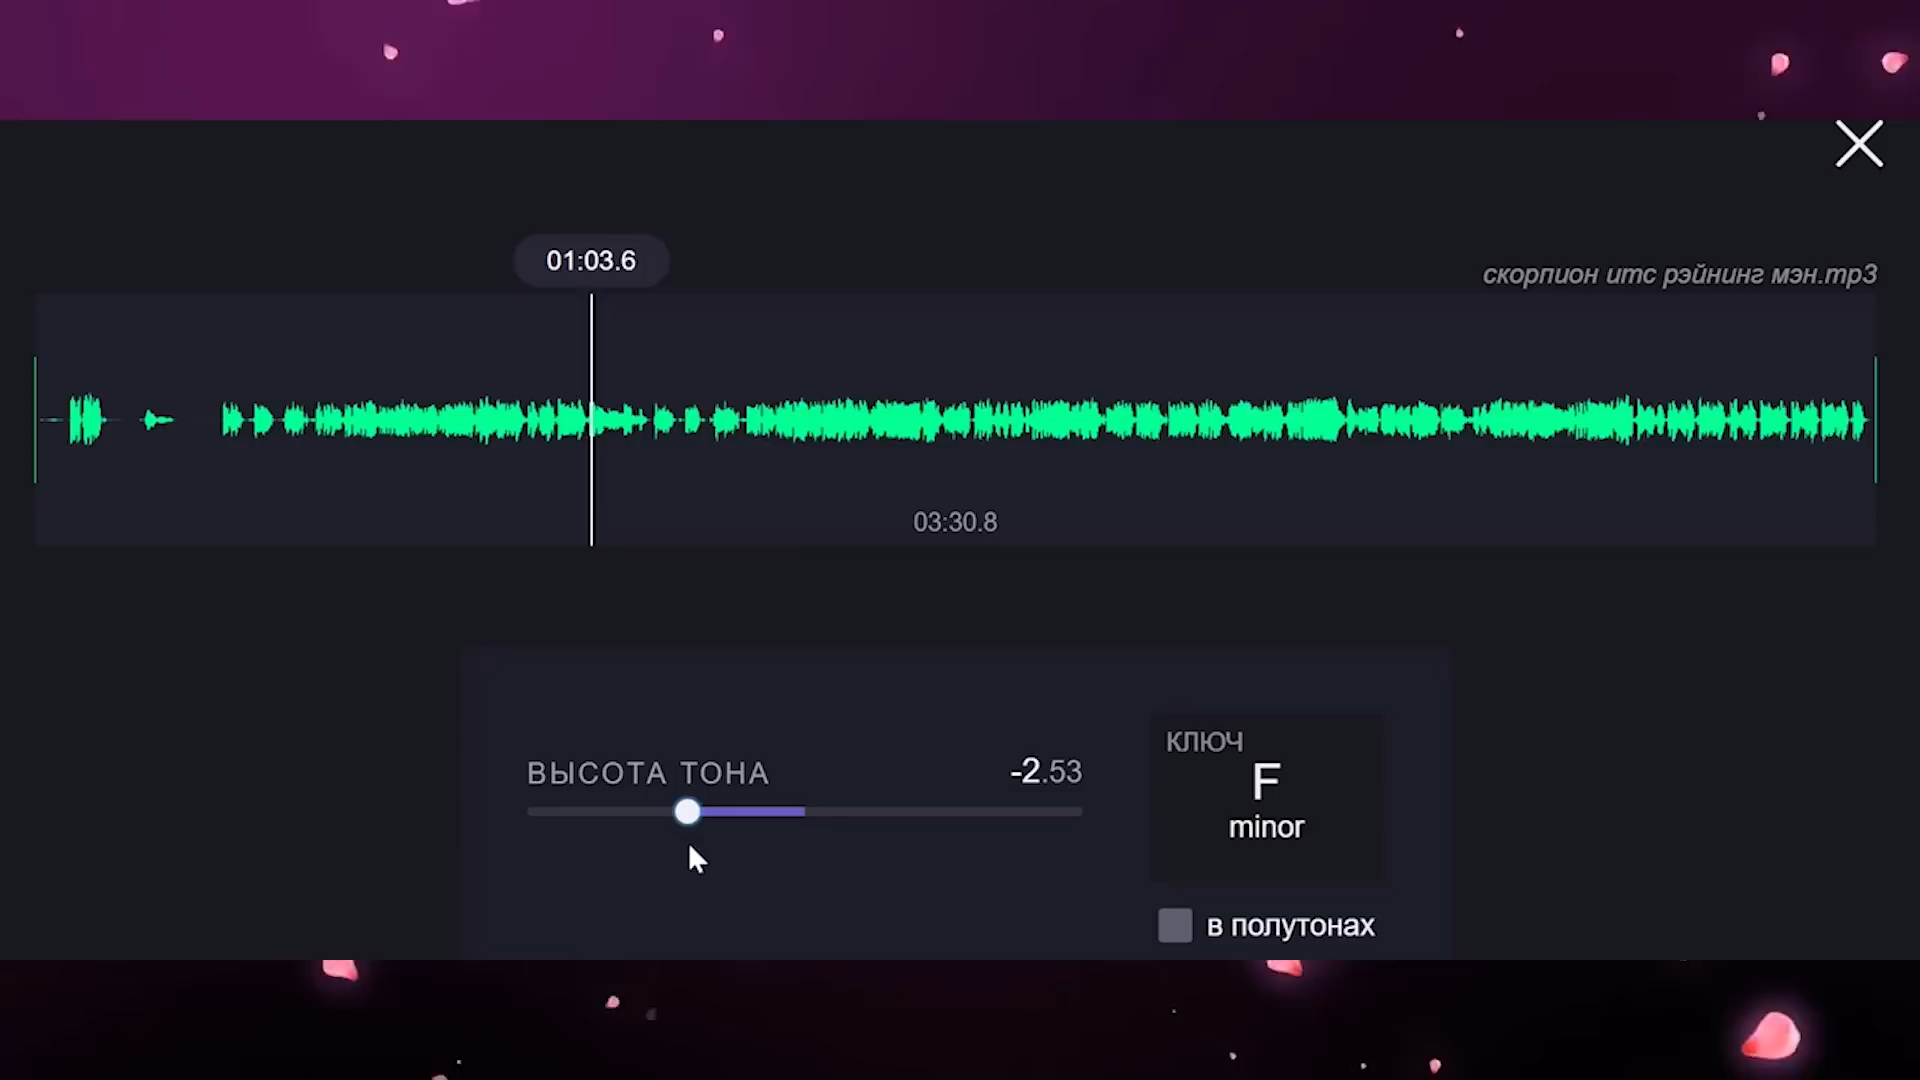 01:03.6
скорпион итс рэйнинг мэн.mp3
03:30.8
ВЫСОТА ТОНА -2.53
КЛЮЧ
F
minor
в полутонах